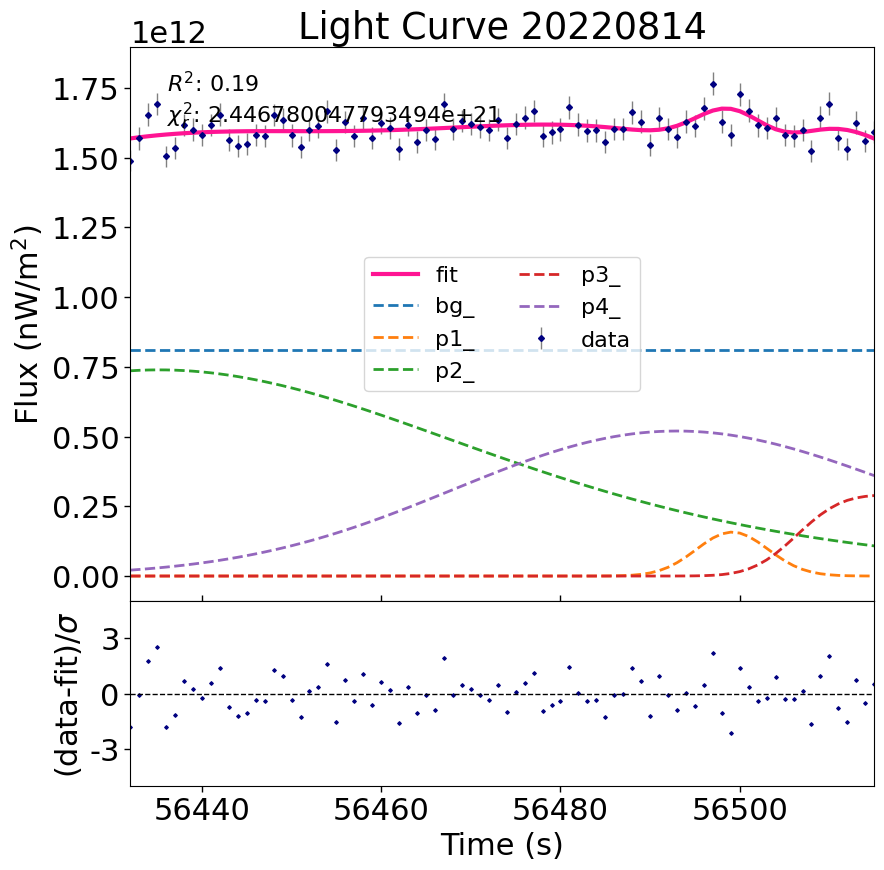 Light Curve 20220814
1e12
R²: 0.19
χ²ᵣ: 2.446780047793494e+21
1.75
1.50
1.25
1.00
0.75
0.50
0.25
0.00
Flux (nW/m²)
fit
bg_
p1_
p2_
p3_
p4_
data
3
0
-3
(data-fit)/σ
56440
56460
56480
56500
Time (s)